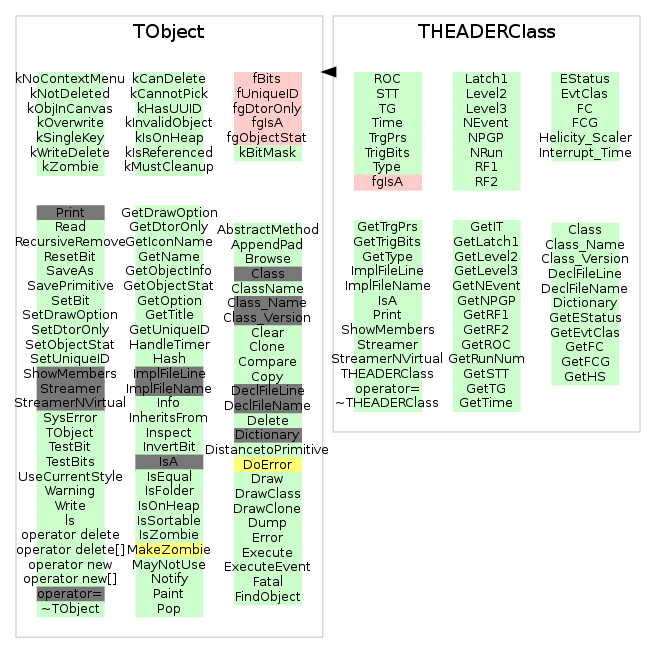 TObject
kNoContextMenu
kNotDeleted
kObjInCanvas
kOverwrite
kSingleKey
kWriteDelete
kZombie
kCanDelete
kCannotPick
kHasUUID
kInvalidObject
kIsOnHeap
kIsReferenced
kMustCleanup
fBits
fUniqueID
fgDtorOnly
fgIsA
fgObjectStat
kBitMask
Print
Read
RecursiveRemove
ResetBit
SaveAs
SavePrimitive
SetBit
SetDrawOption
SetDtorOnly
SetObjectStat
SetUniqueID
ShowMembers
Streamer
StreamerNVirtual
SysError
TObject
TestBit
TestBits
UseCurrentStyle
Warning
Write
ls
operator delete
operator delete[]
operator new
operator new[]
operator=
~TObject
GetDrawOption
GetDtorOnly
GetIconName
GetName
GetObjectInfo
GetObjectStat
GetOption
GetTitle
GetUniqueID
HandleTimer
Hash
ImplFileLine
ImplFileName
Info
InheritsFrom
Inspect
InvertBit
IsA
IsEqual
IsFolder
IsOnHeap
IsSortable
IsZombie
MakeZombie
MayNotUse
Notify
Paint
Pop
AbstractMethod
AppendPad
Browse
Class
ClassName
Class_Name
Class_Version
Clear
Clone
Compare
Copy
DeclFileLine
DeclFileName
Delete
Dictionary
DistancetoPrimitive
DoError
Draw
DrawClass
DrawClone
Dump
Error
Execute
ExecuteEvent
Fatal
FindObject
THEADERClass
ROC
STT
TG
Time
TrgPrs
TrigBits
Type
fgIsA
Latch1
Level2
Level3
NEvent
NPGP
NRun
RF1
RF2
EStatus
EvtClas
FC
FCG
Helicity_Scaler
Interrupt_Time
GetTrgPrs
GetTrigBits
GetType
ImplFileLine
ImplFileName
IsA
Print
ShowMembers
Streamer
StreamerNVirtual
THEADERClass
operator=
~THEADERClass
GetIT
GetLatch1
GetLevel2
GetLevel3
GetNEvent
GetNPGP
GetRF1
GetRF2
GetROC
GetRunNum
GetSTT
GetTG
GetTime
Class
Class_Name
Class_Version
DeclFileLine
DeclFileName
Dictionary
GetEStatus
GetEvtClas
GetFC
GetFCG
GetHS